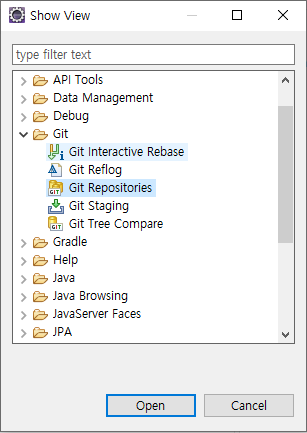 Show View
type filter text
API Tools
Data Management
Debug
Git
Git Interactive Rebase
Git Reflog
Git Repositories
Git Staging
Git Tree Compare
Gradle
Help
Java
Java Browsing
JavaServer Faces
JPA
Open
Cancel